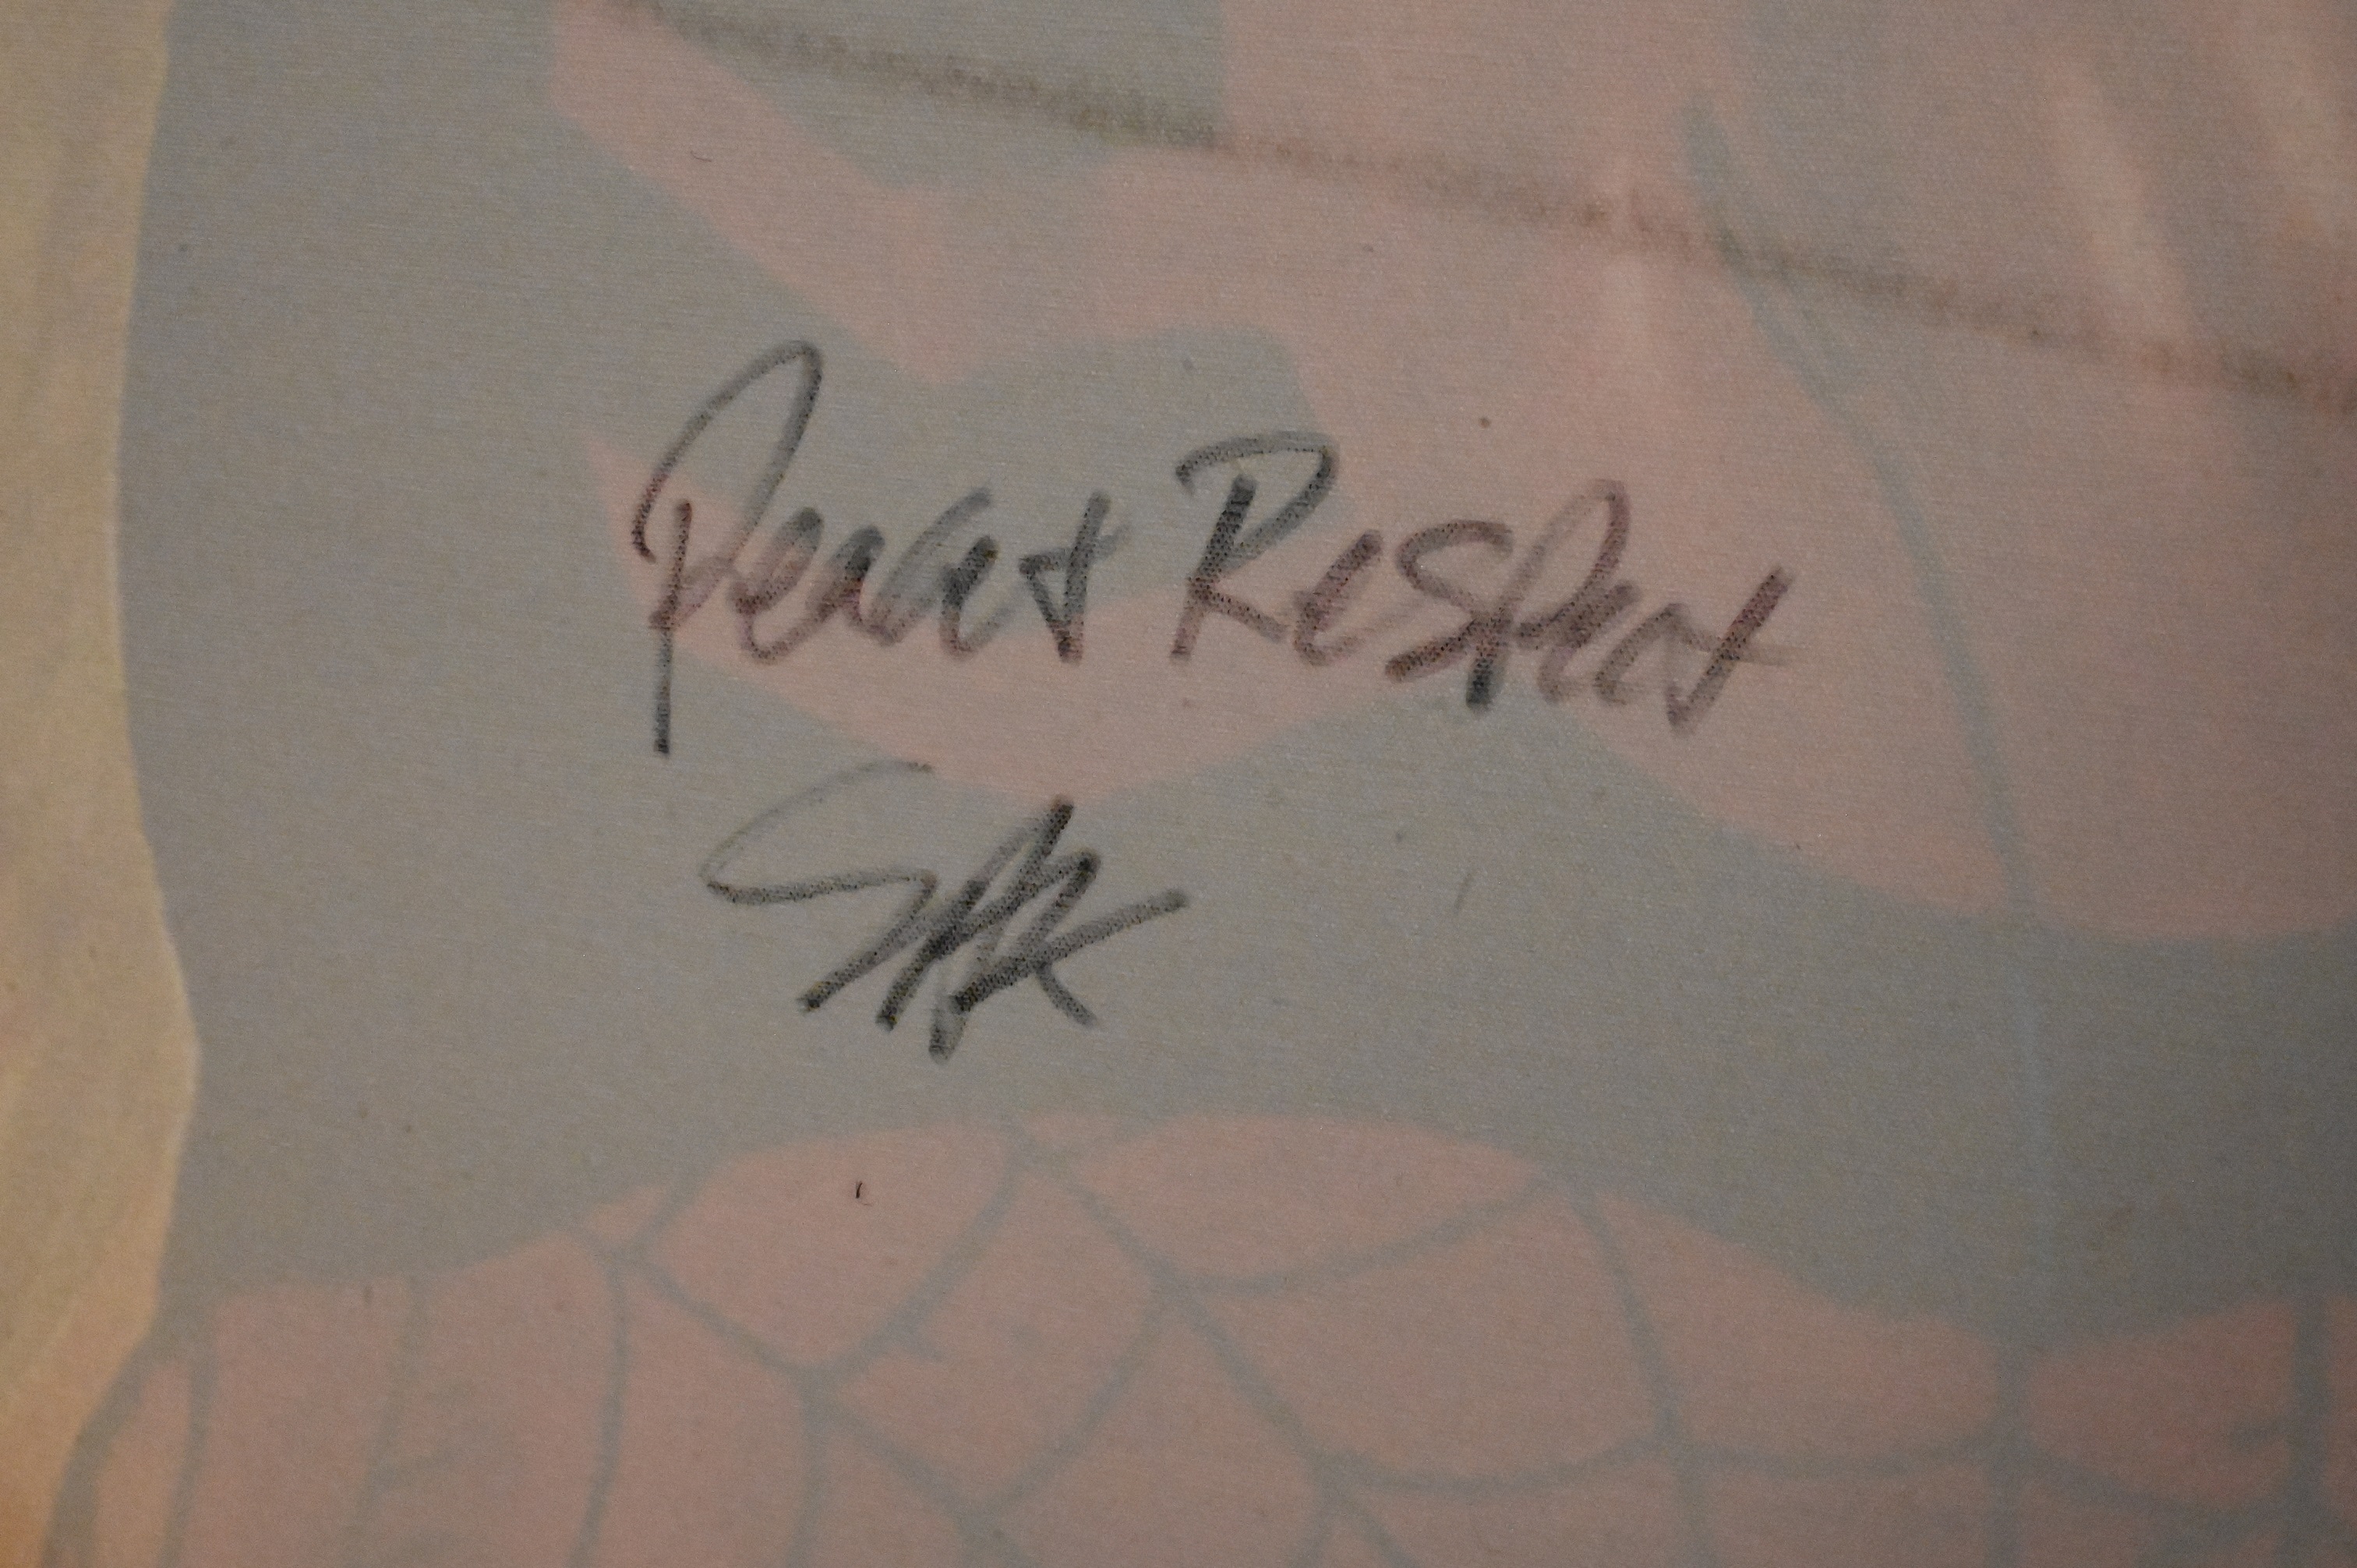 Peace + Respect